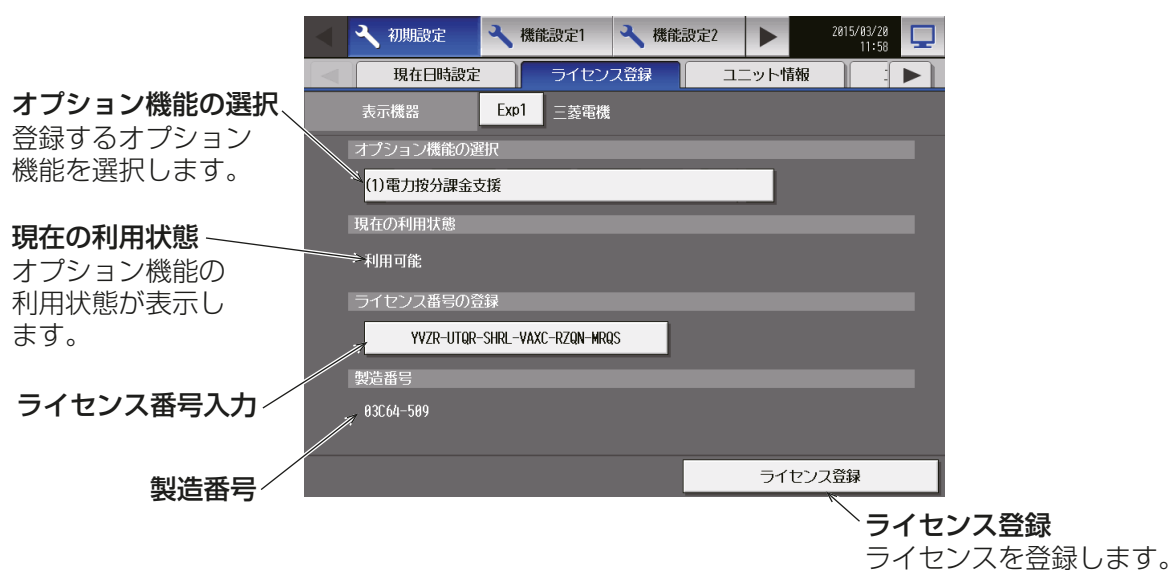 初期設定
機能設定1
機能設定2
2015/03/20
11:58
現在日時設定
ライセンス登録
ユニット情報
表示機器
Exp1
三菱電機
オプション機能の選択
(1)電力按分課金支援
現在の利用状態
利用可能
ライセンス番号の登録
YVZR-UTQR-SHRL-VAXC-RZQN-MRQS
製造番号
03C64-509
ライセンス登録
オプション機能の選択
登録するオプション
機能を選択します。
現在の利用状態
オプション機能の
利用状態が表示し
ます。
ライセンス番号入力
製造番号
ライセンス登録
ライセンスを登録します。